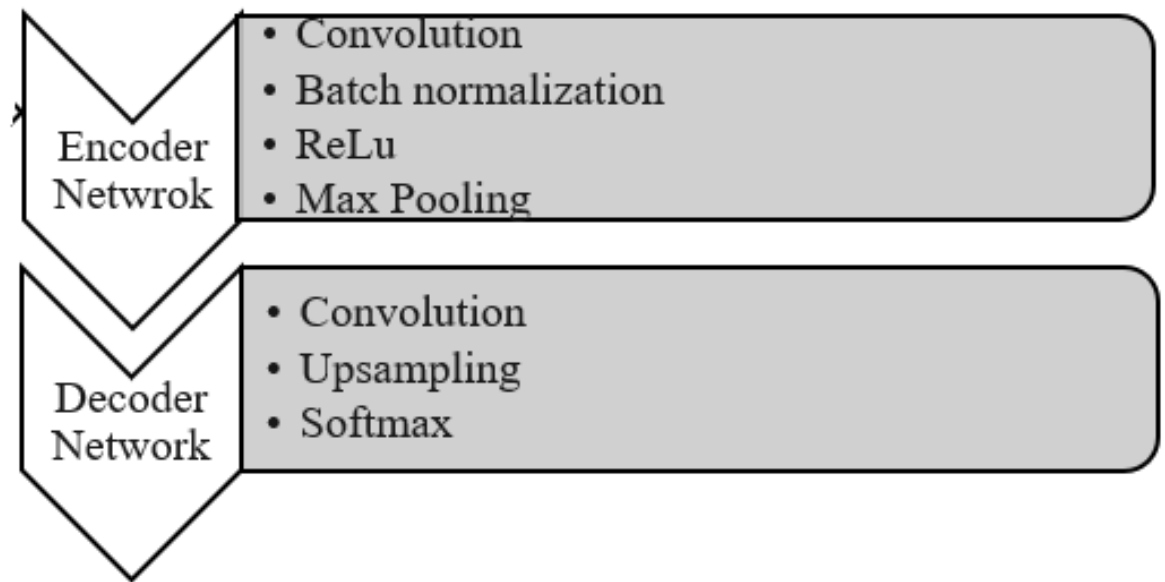 Encoder
Netwrok
• Convolution
• Batch normalization
• ReLu
• Max Pooling
Decoder
Network
• Convolution
• Upsampling
• Softmax